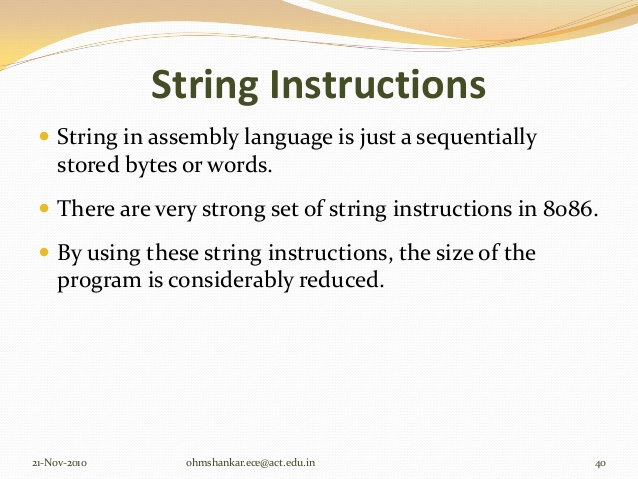 String Instructions
String in assembly language is just a sequentially
stored bytes or words.
There are very strong set of string instructions in 8086.
By using these string instructions, the size of the
program is considerably reduced.
21-Nov-2010 ohmshankar.ece@act.edu.in 40